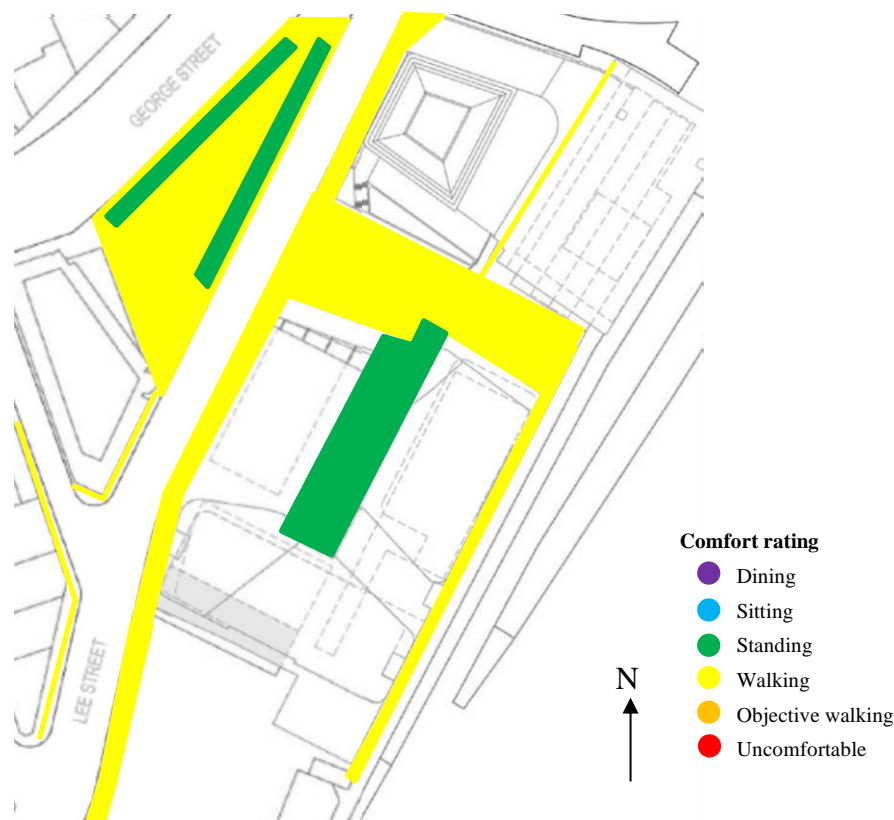 GEORGE STREET
LEE STREET
N
Comfort rating
Dining
Sitting
Standing
Walking
Objective walking
Uncomfortable